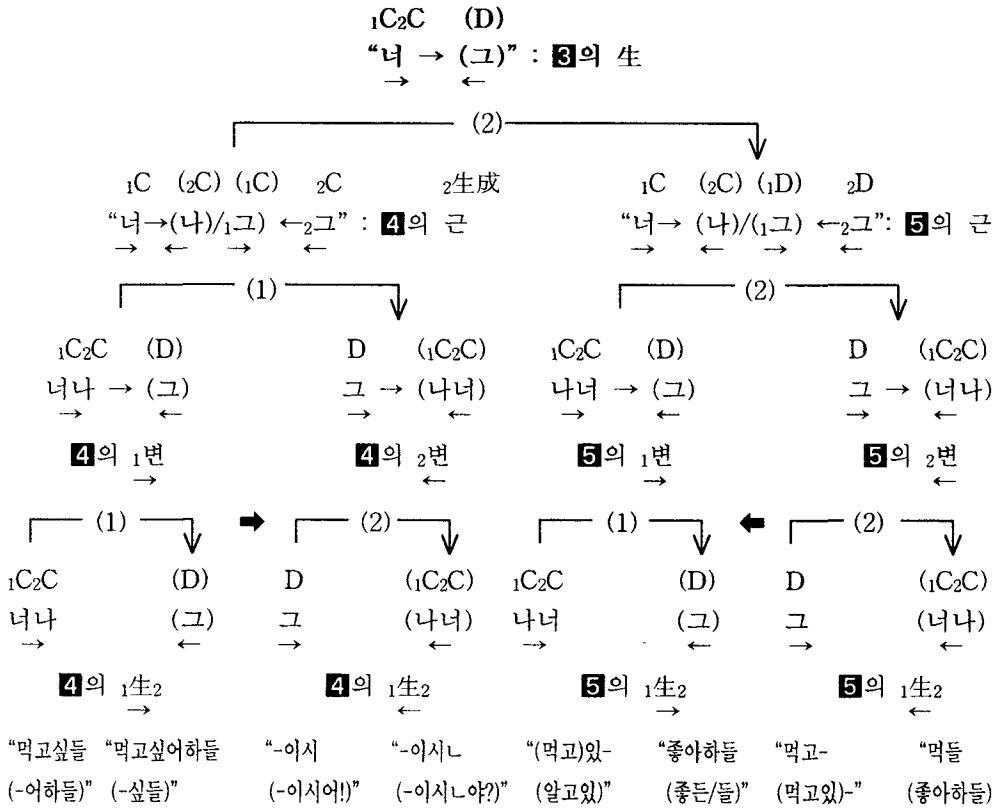 ₁C₂C (D)
“너 → (그)” : 3의 生
→ ←
(2)
₁C (₂C) (₁C) ₂C ₂生成 ₁C (₂C) (₁D) ₂D
“너→(나)/₁그) ←₂그” : 4의 근 “너→ (나)/(₁그) ←₂그”: 5의 근
→ ← → ← → ← → ←
(1) (2)
₁C₂C (D) D (₁C₂C) ₁C₂C (D) D (₁C₂C)
너나 → (그) 그 → (나너) 나너 → (그) 그 → (너나)
→ ← → ← → ← → ←
4의 ₁변 4의 ₂변 5의 ₁변 5의 ₂변
→ ← → ←
(1) ➡ (2) (1) ⬅ (2)
₁C₂C (D) D (₁C₂C) ₁C₂C (D) D (₁C₂C)
너나 (그) 그 (나너) 나너 (그) 그 (너나)
→ ← → ← → ← → ←
4의 ₁生₂ 4의 ₁生₂ 5의 ₁生₂ 5의 ₁生₂
→ ← → ←
“먹고싶들 “먹고싶어하들 “-이시 “-이시ㄴ “(먹고)있- “좋아하들 “먹고- “먹들
(-어하들)” (-싶들)” (-이시어!)” (-이시ㄴ아?)” (알고있)” (좋든/들)” (먹고있)-” (좋아하들)